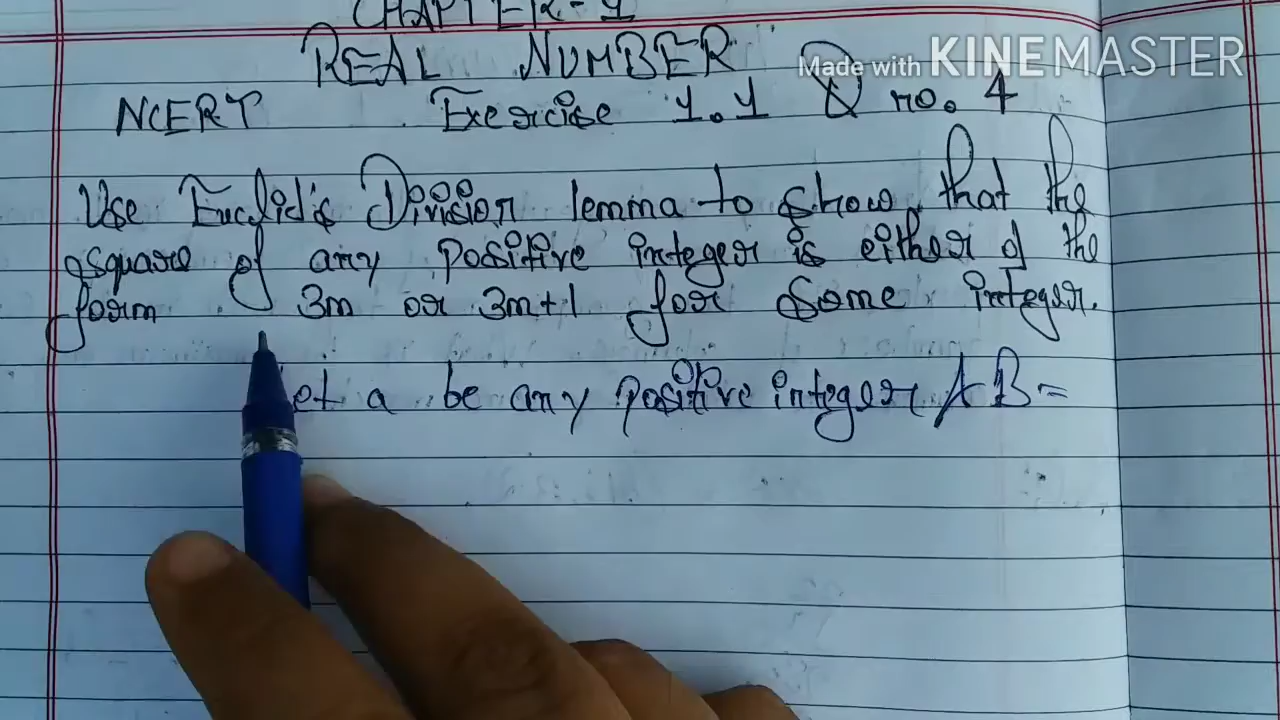 CHAPTER-1
REAL NUMBER
Made with KINEMASTER
NCERT Exercise 1.1 Q no. 4
Use Euclid's Division lemma to show that the
square of any positive integer is either of the
form 3m or 3m+1 for some integer.
et a be any positive integer A B=